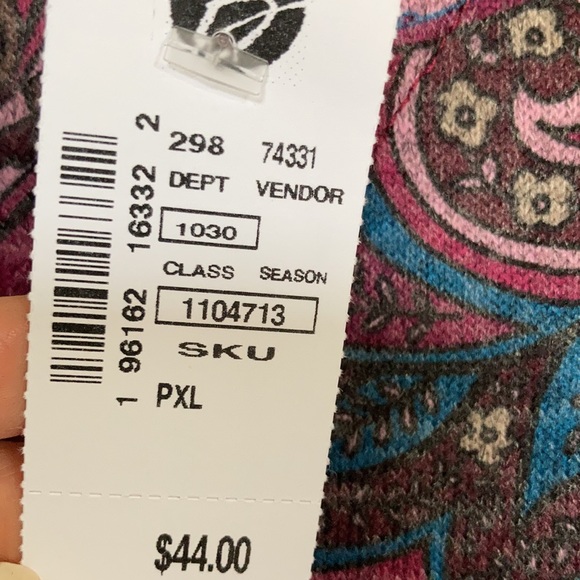 298 74331
DEPT VENDOR
1030
CLASS SEASON
1104713
SKU
PXL
1 96162 16332 2
$44.00